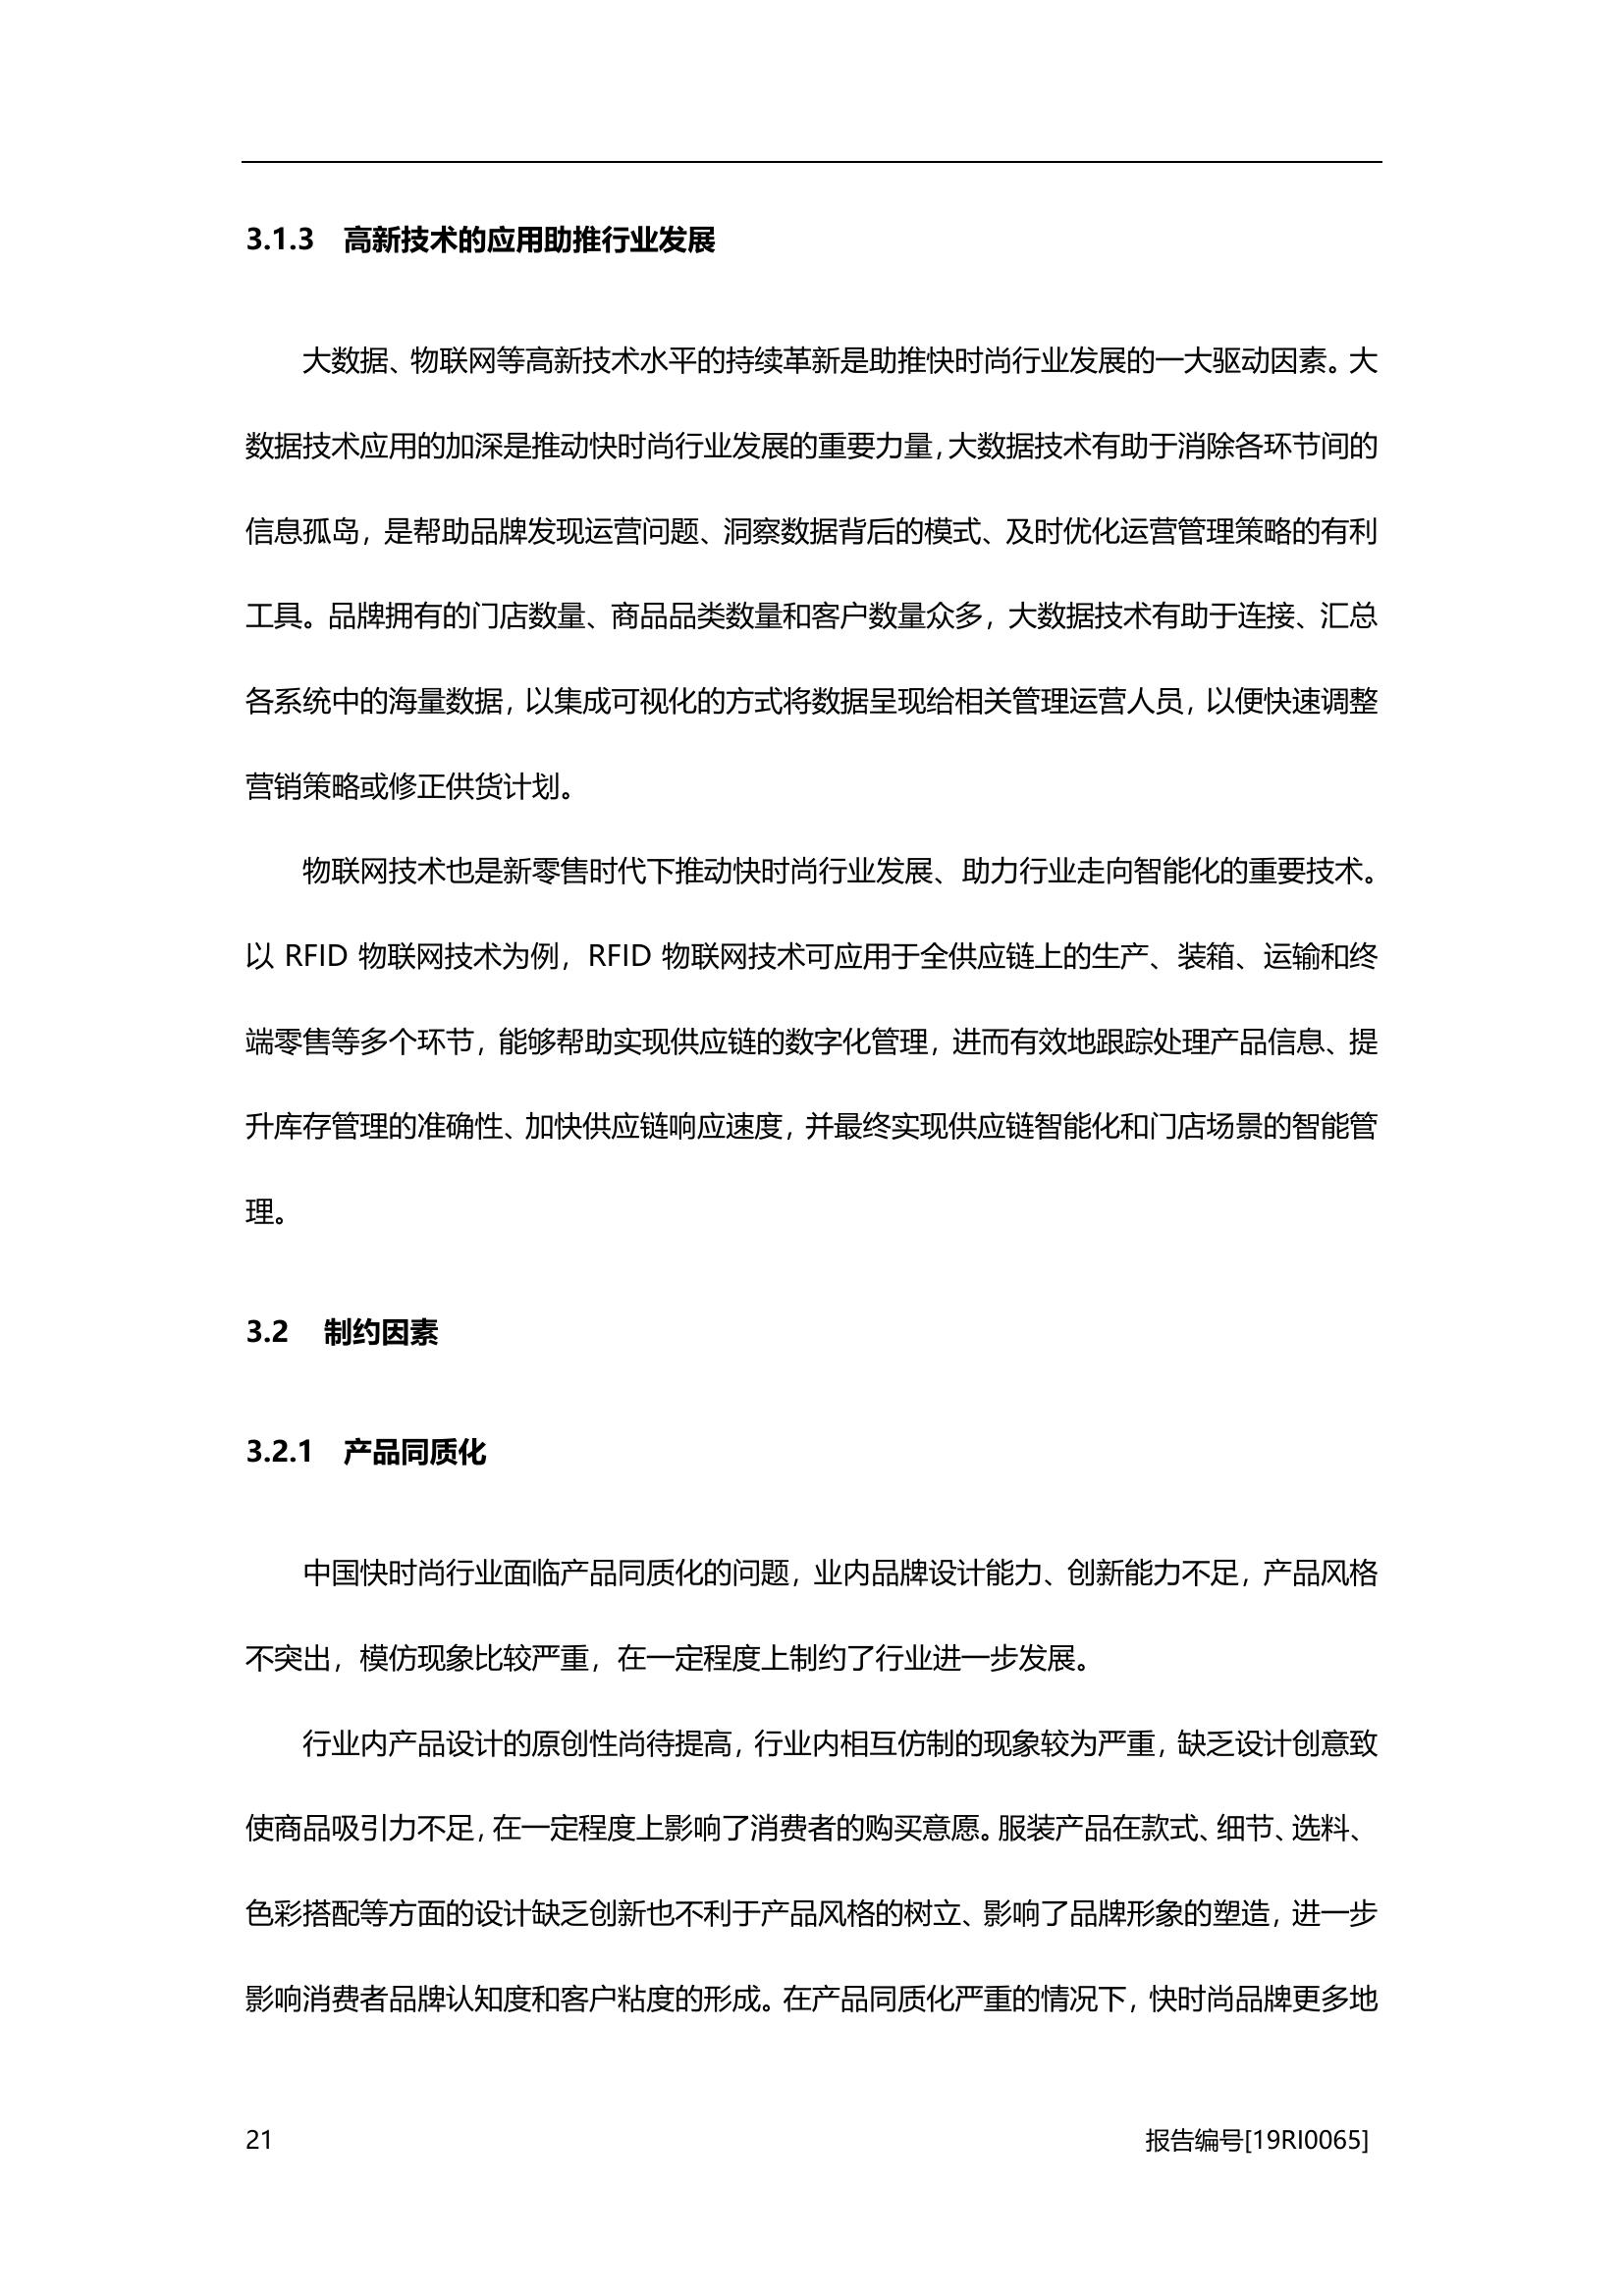 3.1.3 高新技术的应用助推行业发展
大数据、物联网等高新技术水平的持续革新是助推快时尚行业发展的一大驱动因素。大
数据技术应用的加深是推动快时尚行业发展的重要力量，大数据技术有助于消除各环节间的
信息孤岛，是帮助品牌发现运营问题、洞察数据背后的模式、及时优化运营管理策略的有利
工具。品牌拥有的门店数量、商品品类数量和客户数量众多，大数据技术有助于连接、汇总
各系统中的海量数据，以集成可视化的方式将数据呈现给相关管理运营人员，以便快速调整
营销策略或修正供货计划。
物联网技术也是新零售时代下推动快时尚行业发展、助力行业走向智能化的重要技术。
以 RFID 物联网技术为例，RFID 物联网技术可应用于全供应链上的生产、装箱、运输和终
端零售等多个环节，能够帮助实现供应链的数字化管理，进而有效地跟踪处理产品信息、提
升库存管理的准确性、加快供应链响应速度，并最终实现供应链智能化和门店场景的智能管
理。
3.2 制约因素
3.2.1 产品同质化
中国快时尚行业面临产品同质化的问题，业内品牌设计能力、创新能力不足，产品风格
不突出，模仿现象比较严重，在一定程度上制约了行业进一步发展。
行业内产品设计的原创性尚待提高，行业内相互仿制的现象较为严重，缺乏设计创意致
使商品吸引力不足，在一定程度上影响了消费者的购买意愿。服装产品在款式、细节、选料、
色彩搭配等方面的设计缺乏创新也不利于产品风格的树立、影响了品牌形象的塑造，进一步
影响消费者品牌认知度和客户粘度的形成。在产品同质化严重的情况下，快时尚品牌更多地
21 报告编号[19RI0065]